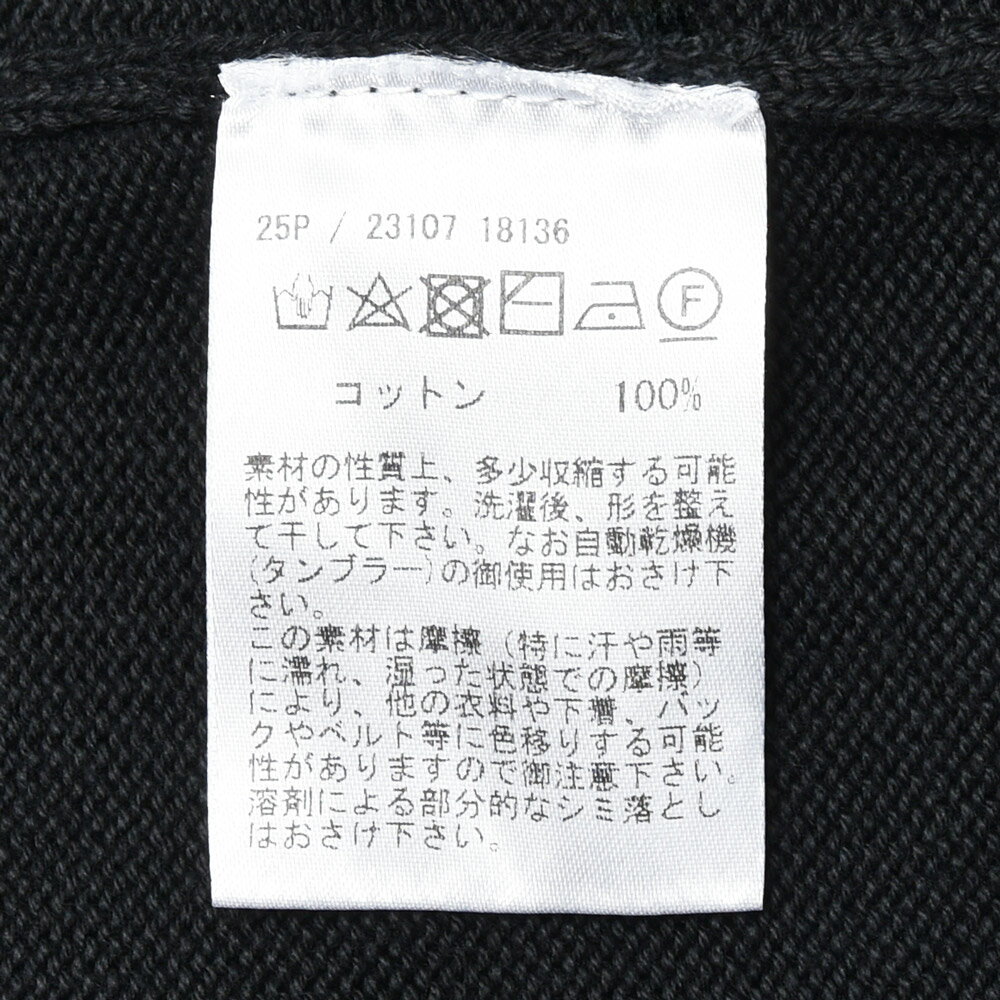 25P / 23107 18136
F
コットン 100%
素材の性質上、多少収縮する可能
性があります。洗濯後、形を整え
て干して下さい。なお自動乾燥機
(タンブラー)の御使用はおさけ下
さい。
この素材は摩擦（特に汗や雨等
に濡れ、湿った状態での摩擦）
により、他の衣料や下着、バッ
クやベルト等に色移りする可能
性がありますので御注意下さい。
溶剤による部分的なシミ落とし
はおさけ下さい。